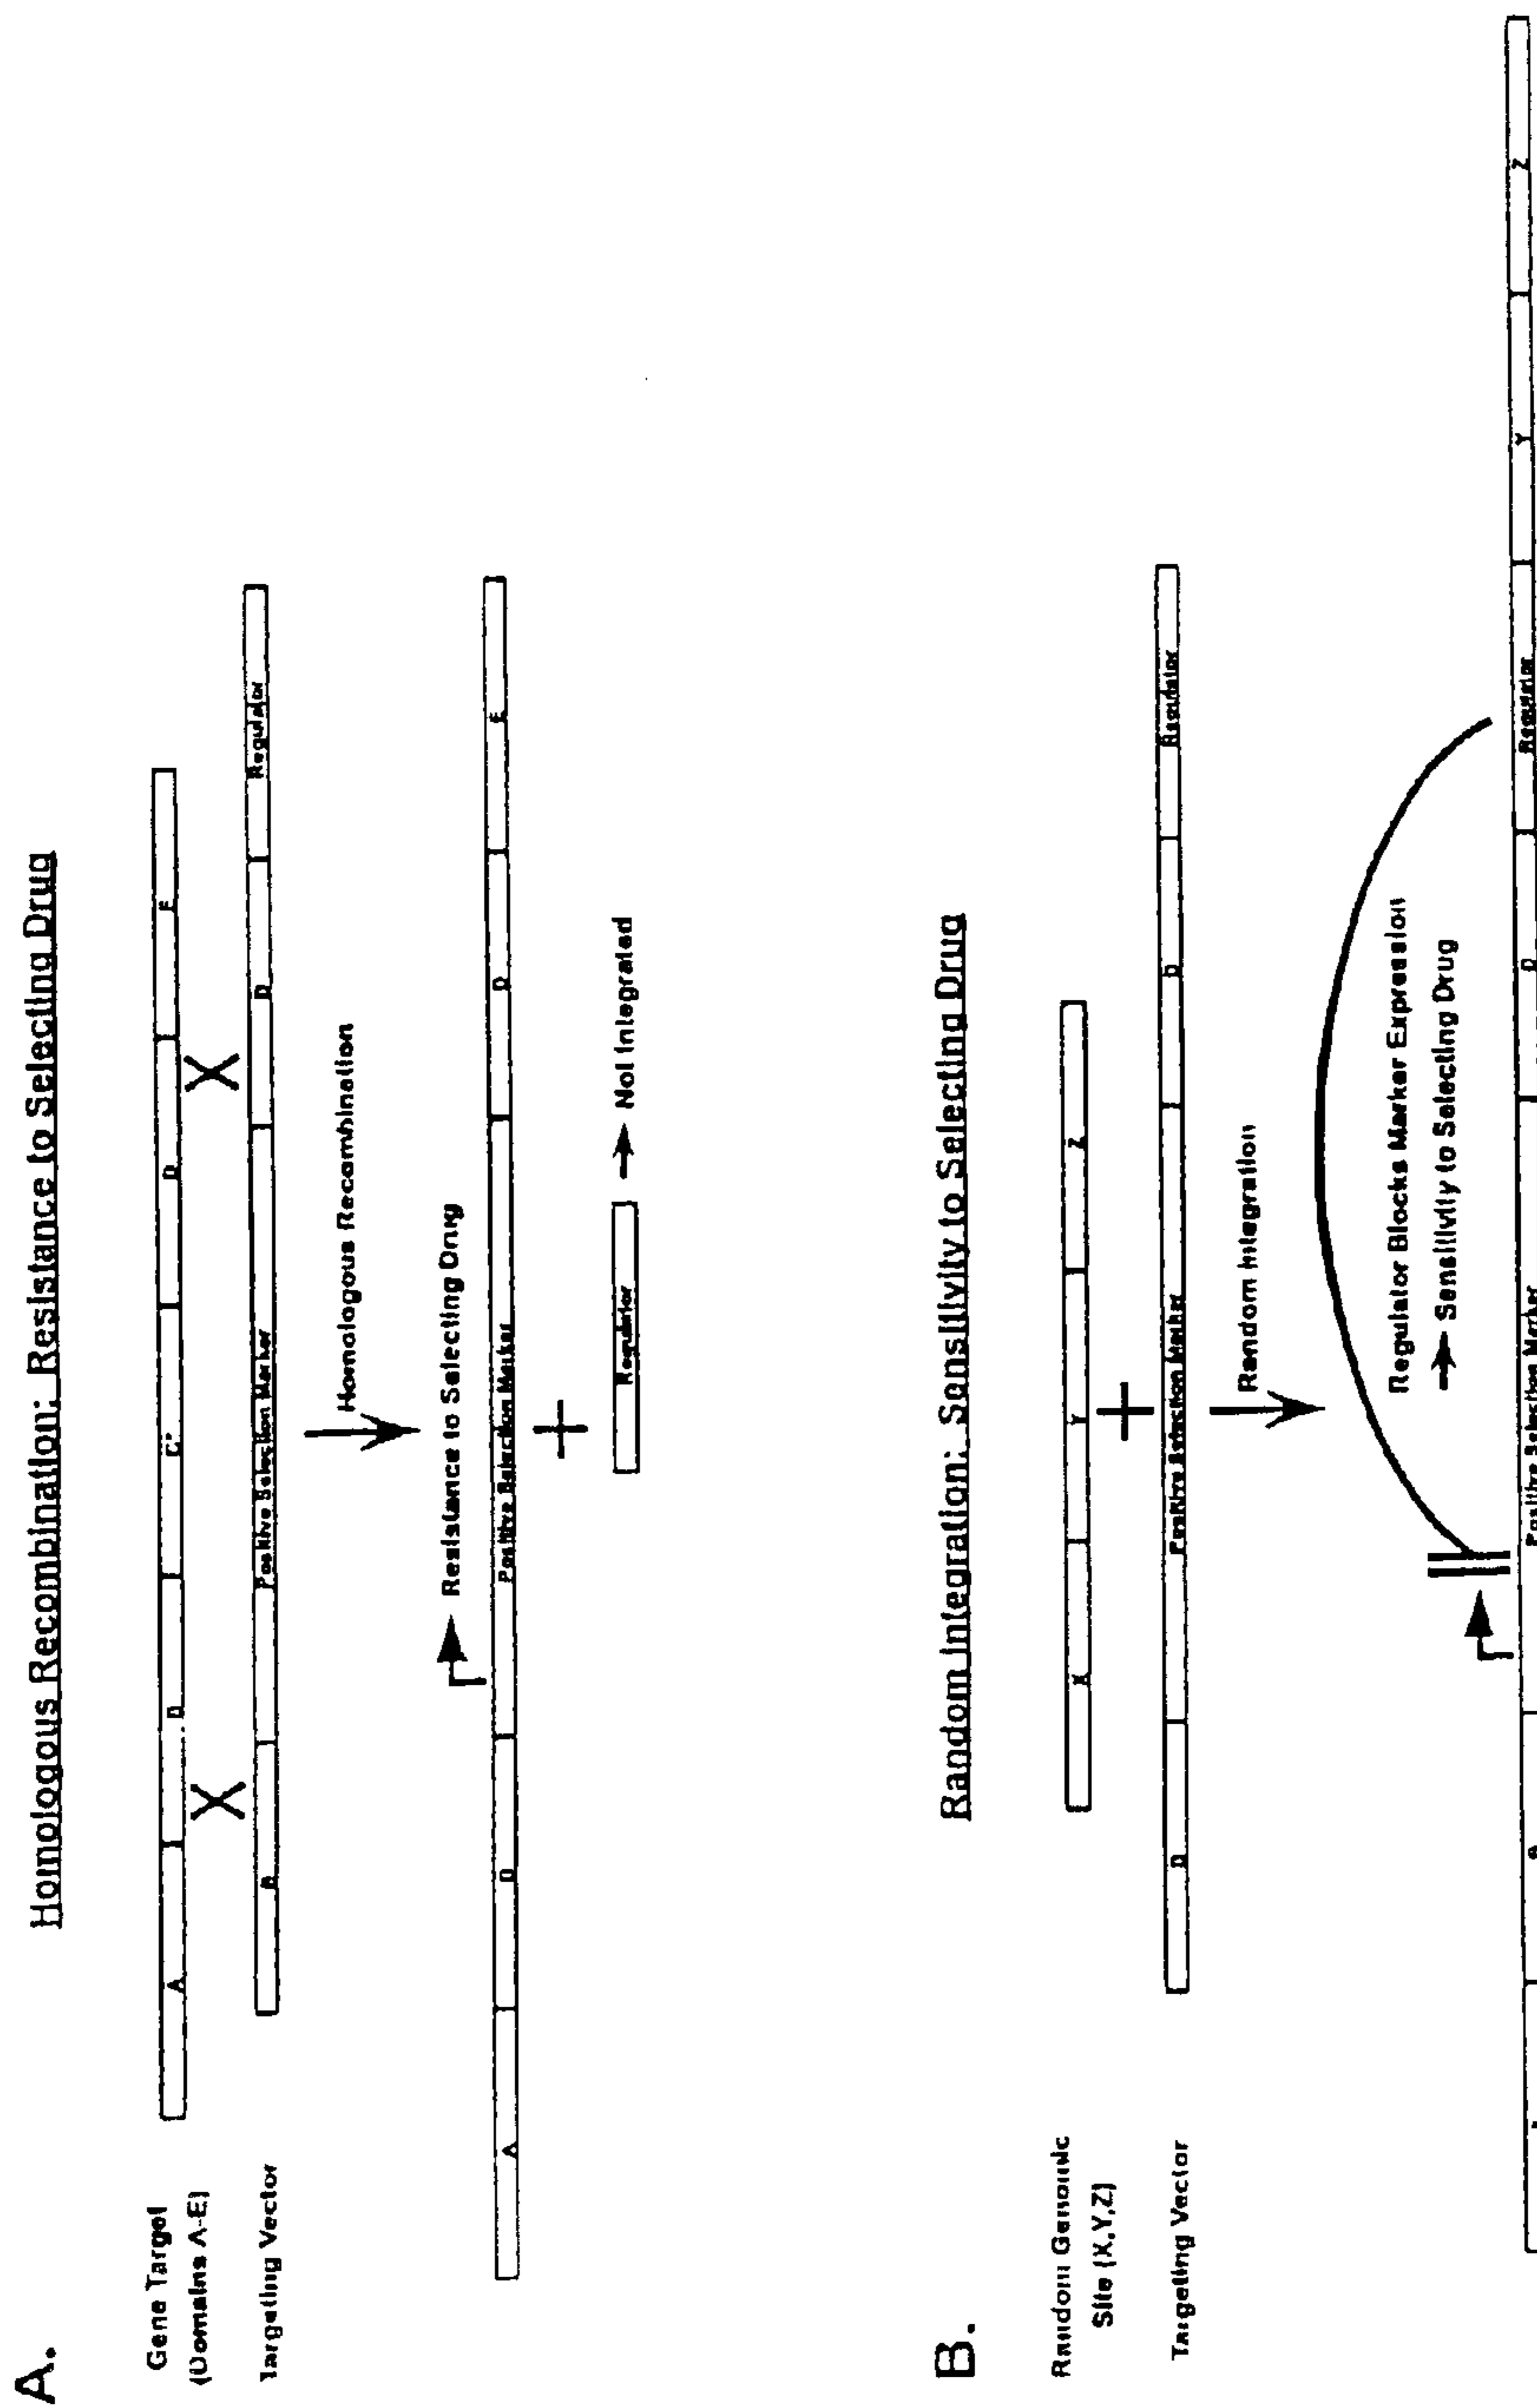 A.
Homologous Recombination: Resistance to Selecting Drug
Gene Target
(Domains A-E)
A
D
E
Targeting Vector
B
Positive Selection Marker
D
Regulator
Homologous Recombination
Resistance to Selecting Drug
A
Positive Selection Marker
D
E
+
Regulator
Not Integrated
B.
Random Integration: Sensitivity to Selecting Drug
Random Genomic
Site (X,Y,Z)
X
Y
Z
+
Targeting Vector
Positive Selection Marker
D
Regulator
Random Integration
Regulator Blocks Marker Expression
Sensitivity to Selecting Drug
Positive Selection Marker
D
Regulator
Y
Z